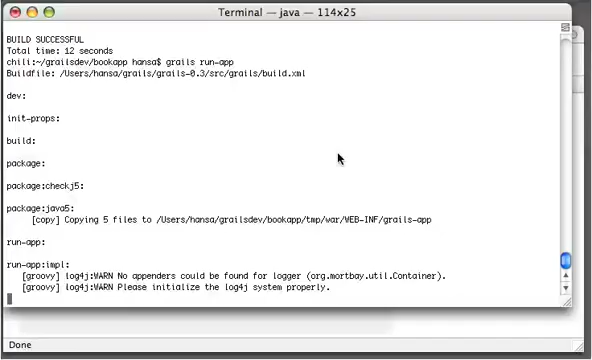 Terminal — java — 114x25
BUILD SUCCESSFUL
Total time: 12 seconds
chili:~/grailsdev/bookapp hansa$ grails run-app
Buildfile: /Users/hansa/grails/grails-0.3/src/grails/build.xml
dev:
init-props:
build:
package:
package:checkj5:
package:java5:
[copy] Copying 5 files to /Users/hansa/grailsdev/bookapp/tmp/war/WEB-INF/grails-app
run-app:
run-app:impl:
[groovy] log4j:WARN No appenders could be found for logger (org.mortbay.util.Container).
[groovy] log4j:WARN Please initialize the log4j system properly.
Done